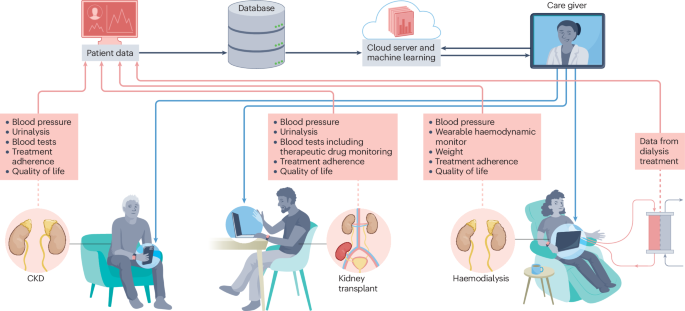 Database
Care giver
Patient data
Cloud server and
machine learning
• Blood pressure
• Urinalysis
• Blood tests
• Treatment
adherence
• Quality of life
• Blood pressure
• Urinalysis
• Blood tests including
therapeutic drug monitoring
• Treatment adherence
• Quality of life
• Blood pressure
• Wearable haemodynamic
monitor
• Weight
• Treatment adherence
• Quality of life
Data from
dialysis
treatment
CKD
Kidney
transplant
Haemodialysis